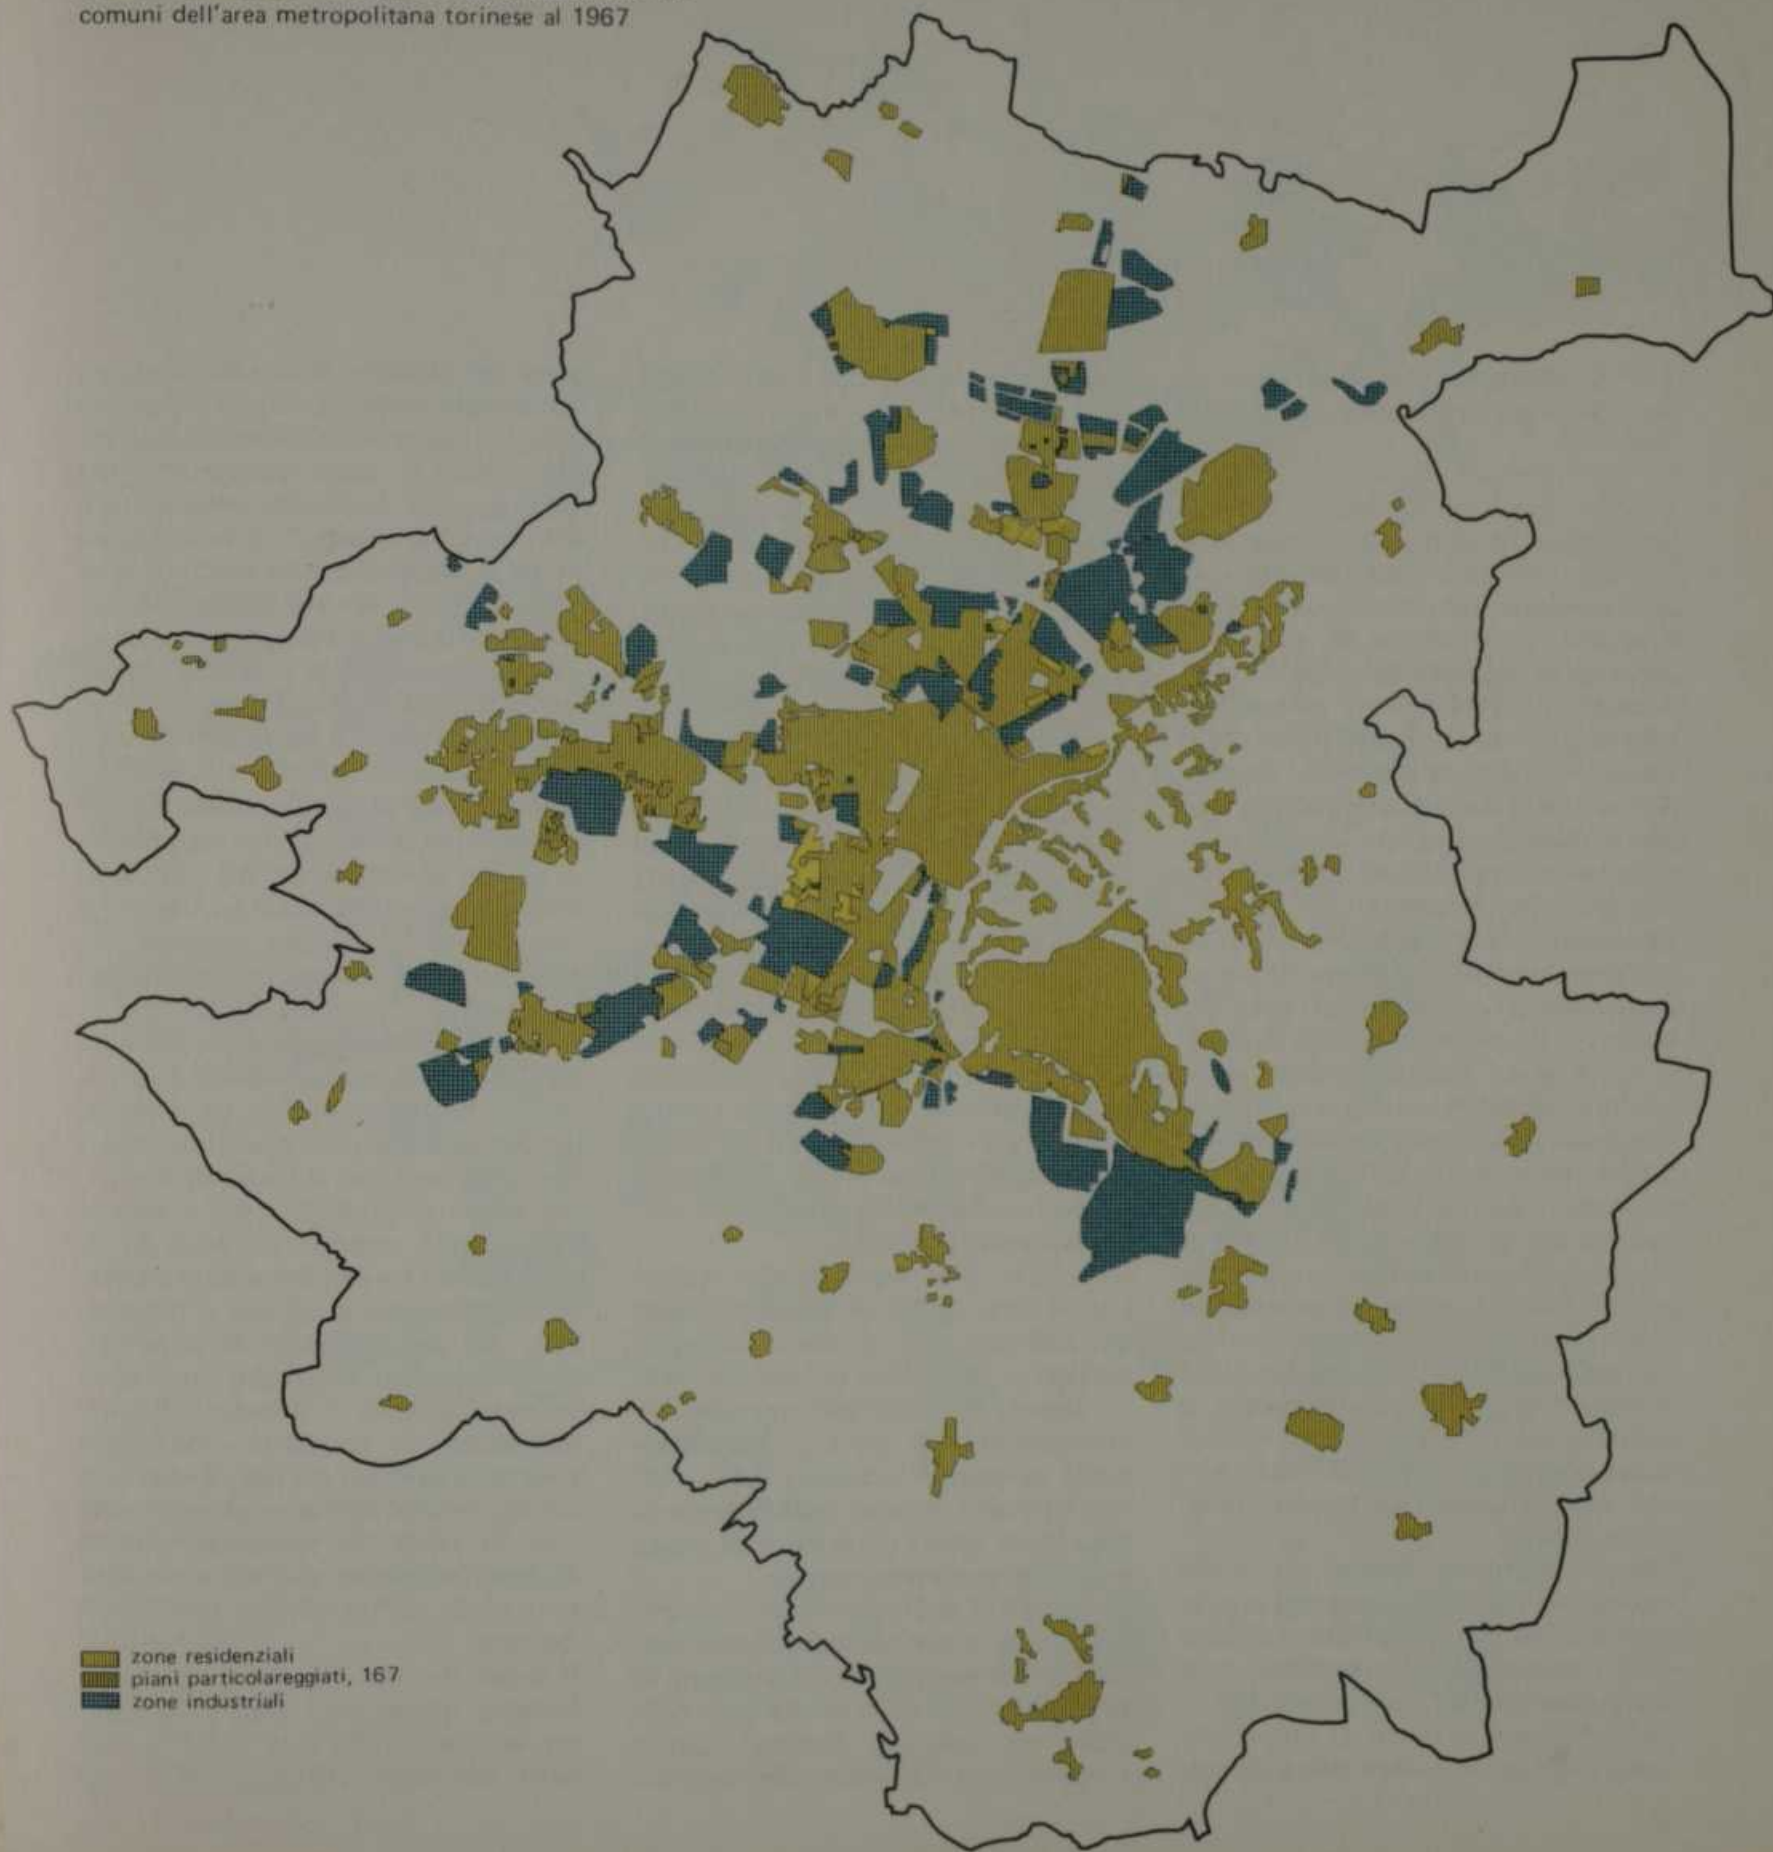 comuni dell'area metropolitana torinese al 1967
zone residenziali
piani particolareggiati, 167
zone industriali